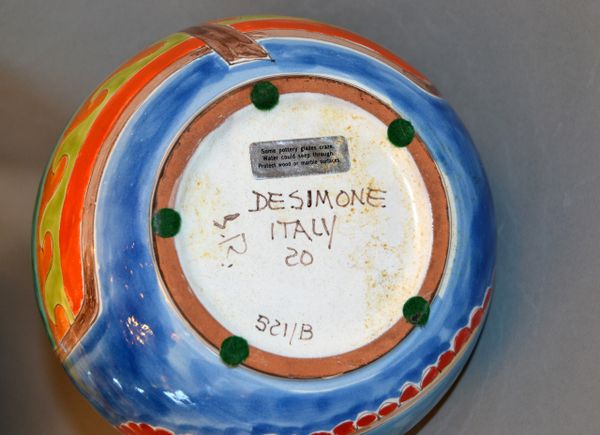 Some pottery glazes craze.
Water could seep through.
Protect wood or marble surfaces.
DESIMONE
ITALY
20
521/B